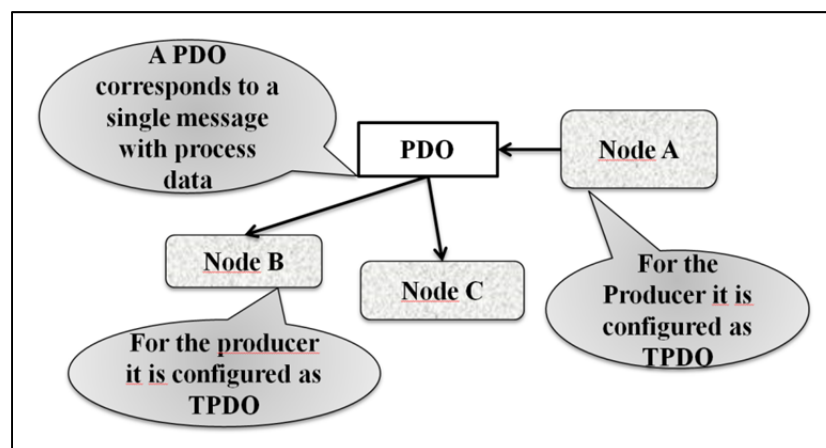 A PDO
corresponds to a
single message
with process
data
PDO
Node A
Node B
Node C
For the
Producer it is
configured as
TPDO
For the producer
it is configured as
TPDO